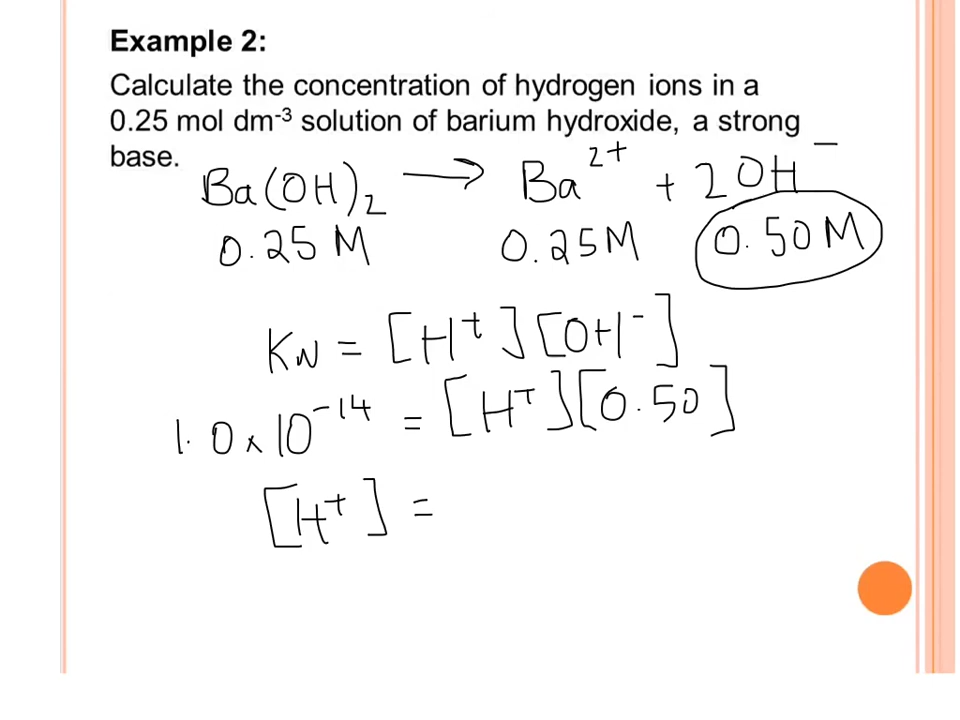 Example 2:
Calculate the concentration of hydrogen ions in a
0.25 mol dm-3 solution of barium hydroxide, a strong
base.
Ba(OH)₂ → Ba²⁺ + 2OH⁻
0.25 M 0.25M 0.50M
Kw = [H⁺][OH⁻]
1.0 x 10⁻¹⁴ = [H⁺][0.50]
[H⁺] =